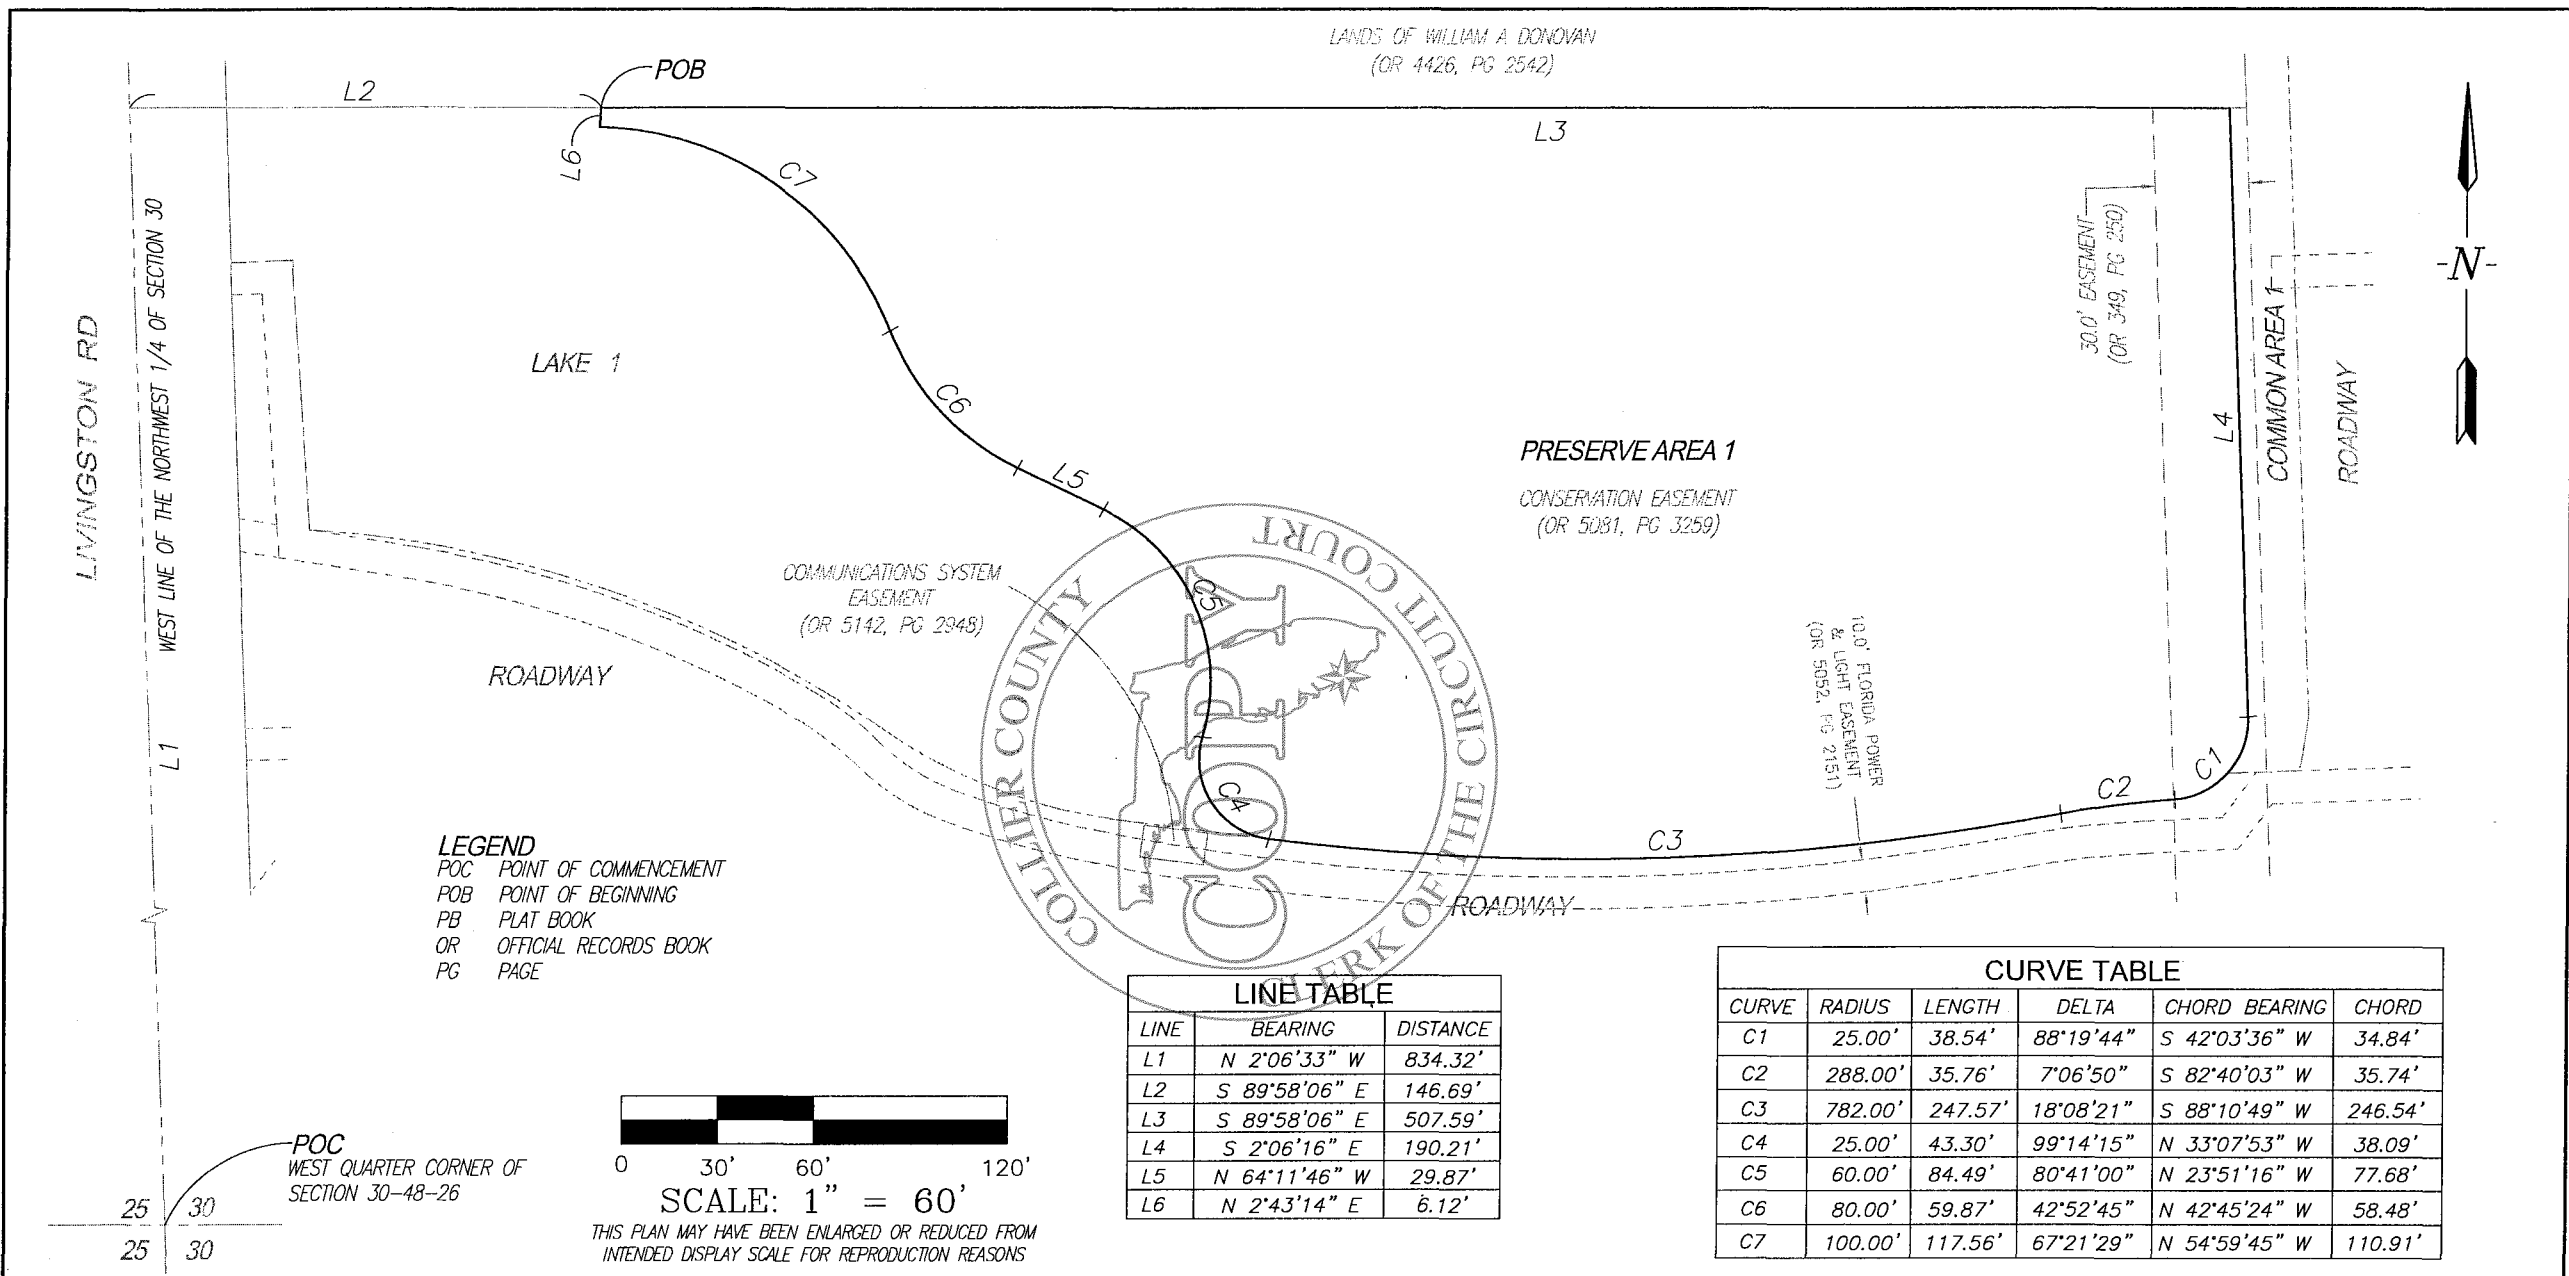 LANDS OF WILLIAM A DONOVAN
(OR 4426, PG 2542)
POB
L2
L3
L6
C7
LIVINGSTON RD
WEST LINE OF THE NORTHWEST 1/4 OF SECTION 30
L1
LAKE 1
C6
L5
PRESERVE AREA 1
CONSERVATION EASEMENT
(OR 5081, PG 3259)
30.0' EASEMENT
(OR 349, PG 250)
L4
COMMON AREA 1
ROADWAY
-N-
COMMUNICATIONS SYSTEM
EASEMENT
(OR 5142, PG 2948)
C5
ROADWAY
COLLIER COUNTY
CLERK OF THE CIRCUIT COURT
COPY
C4
10.0' FLORIDA POWER
& LIGHT EASEMENT
(OR 5052, PG 2151)
C3
C2
C1
ROADWAY
LEGEND
POC POINT OF COMMENCEMENT
POB POINT OF BEGINNING
PB PLAT BOOK
OR OFFICIAL RECORDS BOOK
PG PAGE
POC
WEST QUARTER CORNER OF
SECTION 30-48-26
25 30
25 30
0 30' 60' 120'
SCALE: 1" = 60'
THIS PLAN MAY HAVE BEEN ENLARGED OR REDUCED FROM
INTENDED DISPLAY SCALE FOR REPRODUCTION REASONS
LINE TABLE
LINE BEARING DISTANCE
L1 N 2°06'33" W 834.32'
L2 S 89°58'06" E 146.69'
L3 S 89°58'06" E 507.59'
L4 S 2°06'16" E 190.21'
L5 N 64°11'46" W 29.87'
L6 N 2°43'14" E 6.12'
CURVE TABLE
CURVE RADIUS LENGTH DELTA CHORD BEARING CHORD
C1 25.00' 38.54' 88°19'44" S 42°03'36" W 34.84'
C2 288.00' 35.76' 7°06'50" S 82°40'03" W 35.74'
C3 782.00' 247.57' 18°08'21" S 88°10'49" W 246.54'
C4 25.00' 43.30' 99°14'15" N 33°07'53" W 38.09'
C5 60.00' 84.49' 80°41'00" N 23°51'16" W 77.68'
C6 80.00' 59.87' 42°52'45" N 42°45'24" W 58.48'
C7 100.00' 117.56' 67°21'29" N 54°59'45" W 110.91'